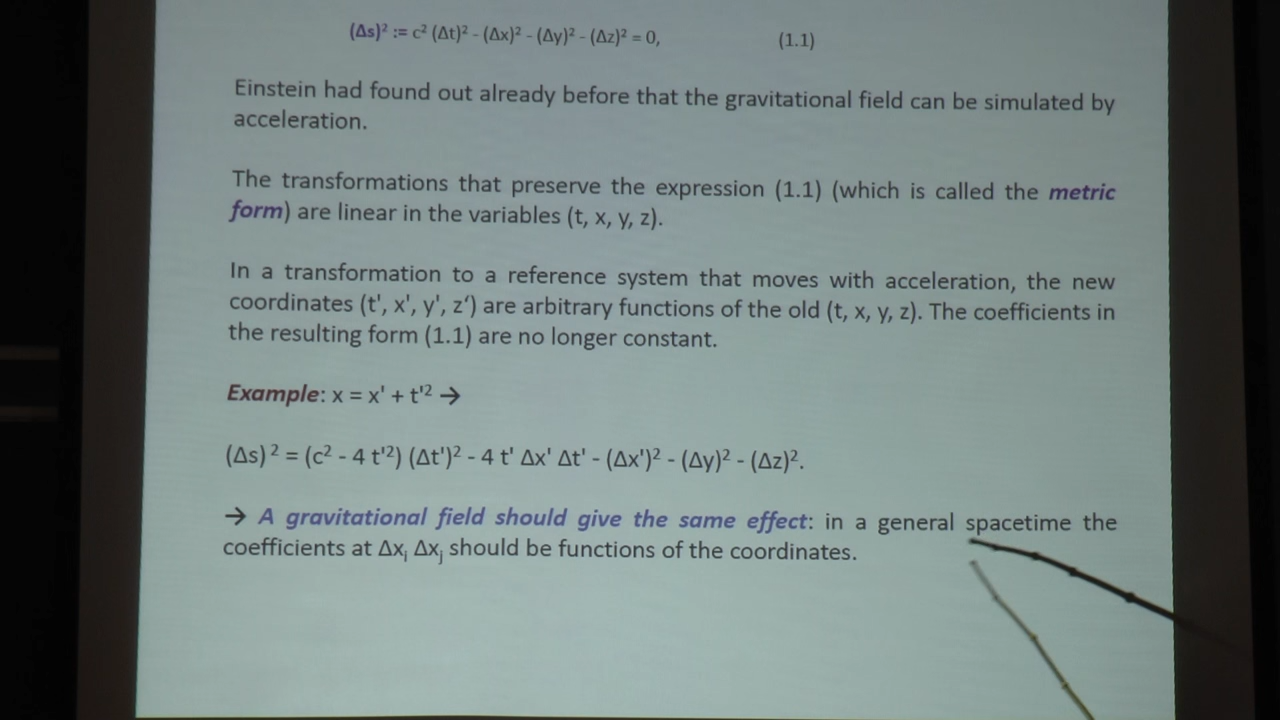 (Δs)² := c² (Δt)² - (Δx)² - (Δy)² - (Δz)² = 0, (1.1)
Einstein had found out already before that the gravitational field can be simulated by
acceleration.
The transformations that preserve the expression (1.1) (which is called the metric
form) are linear in the variables (t, x, y, z).
In a transformation to a reference system that moves with acceleration, the new
coordinates (t', x', y', z‘) are arbitrary functions of the old (t, x, y, z). The coefficients in
the resulting form (1.1) are no longer constant.
Example: x = x' + t'² →
(Δs) ² = (c² - 4 t'²) (Δt')² - 4 t' Δx' Δt' - (Δx')² - (Δy)² - (Δz)².
→ A gravitational field should give the same effect: in a general spacetime the
coefficients at Δxᵢ Δxⱼ should be functions of the coordinates.